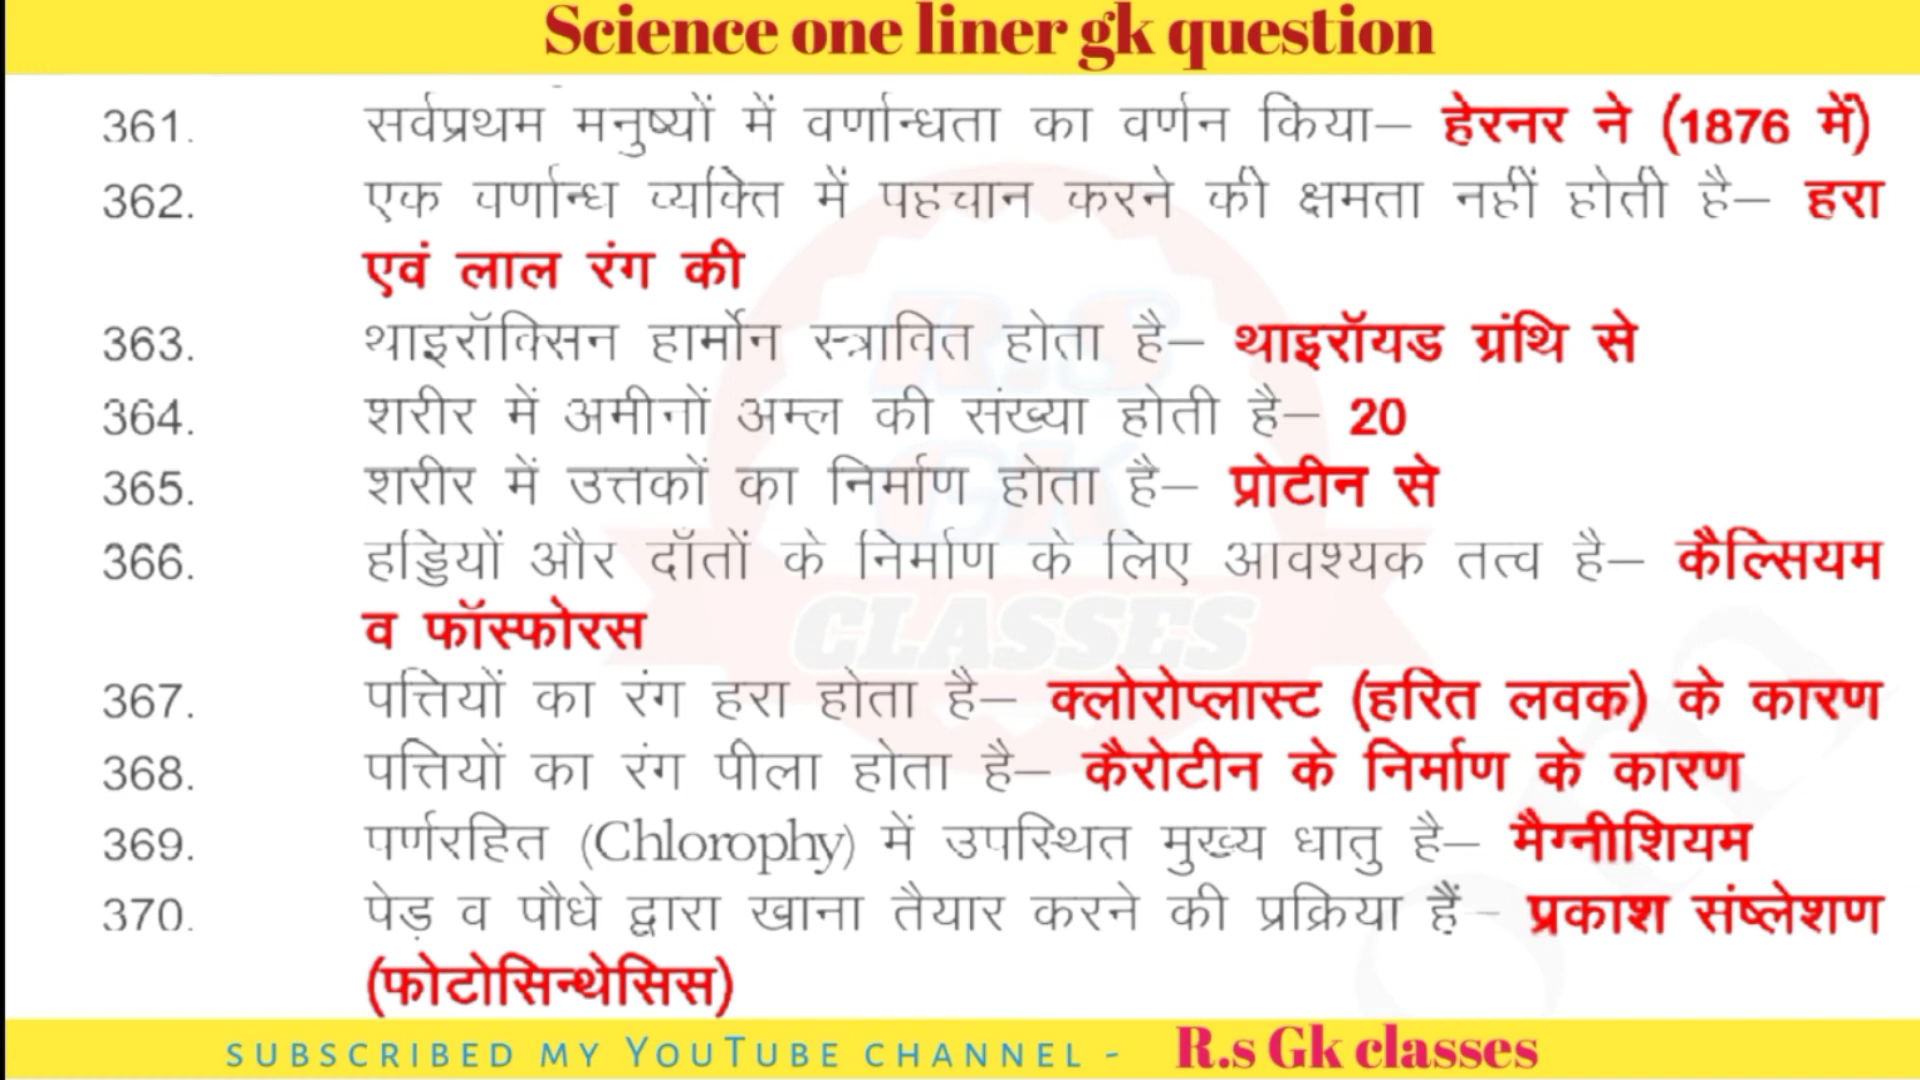 Science one liner gk question
361. सर्वप्रथम मनुष्यों में वर्णान्धता का वर्णन किया– हेरनर ने (1876 में)
362. एक वर्णान्ध व्यक्ति में पहचान करने की क्षमता नहीं होती है– हरा
एवं लाल रंग की
363. थाइरॉक्सिन हार्मोन स्त्रावित होता है– थाइरॉयड ग्रंथि से
364. शरीर में अमीनों अम्ल की संख्या होती है– 20
365. शरीर में उत्तकों का निर्माण होता है– प्रोटीन से
366. हड्डियों और दाँतों के निर्माण के लिए आवश्यक तत्व है– कैल्सियम
व फॉस्फोरस
367. पत्तियों का रंग हरा होता है– क्लोरोप्लास्ट (हरित लवक) के कारण
368. पत्तियों का रंग पीला होता है– कैरोटीन के निर्माण के कारण
369. पर्णरहित (Chlorophy) में उपस्थित मुख्य धातु है– मैग्नीशियम
370. पेड़ व पौधे द्वारा खाना तैयार करने की प्रक्रिया हैं– प्रकाश संष्लेशण
(फोटोसिन्थेसिस)
R.S
GK
CLASSES
SUBSCRIBED MY YOUTUBE CHANNEL - R.s Gk classes